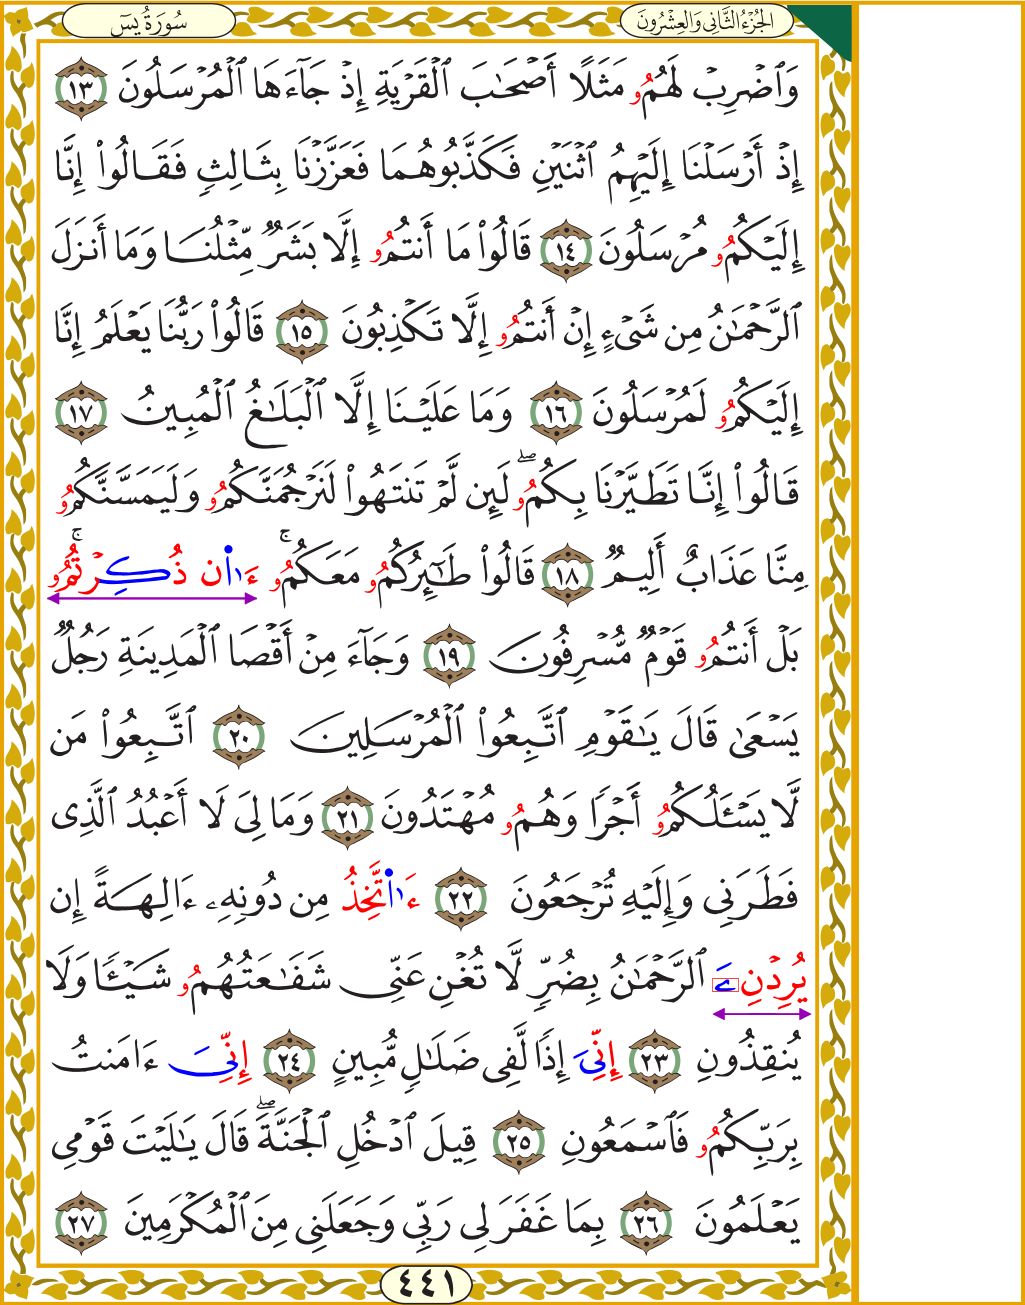 سُورَةُ يسٓ
الجُزْءُ الثَّانِي وَالعِشْرُونَ
وَٱضۡرِبۡ لَهُمُۥ مَثَلًا أَصۡحَٰبَ ٱلۡقَرۡيَةِ إِذۡ جَآءَهَا ٱلۡمُرۡسَلُونَ ١٣
إِذۡ أَرۡسَلۡنَا إِلَيۡهِمُ ٱثۡنَيۡنِ فَكَذَّبُوهُمَا فَعَزَّزۡنَا بِثَالِثٖ فَقَالُواْ إِنَّا
إِلَيۡكُمُۥ مُرۡسَلُونَ ١٤ قَالُواْ مَا أَنتُمُۥ إِلَّا بَشَرٞ مِّثۡلُنَا وَمَا أَنزَلَ
ٱلرَّحۡمَٰنُ مِن شَيۡءٍ إِنۡ أَنتُمُۥ إِلَّا تَكۡذِبُونَ ١٥ قَالُواْ رَبُّنَا يَعۡلَمُ إِنَّا
إِلَيۡكُمُۥ لَمُرۡسَلُونَ ١٦ وَمَا عَلَيۡنَا إِلَّا ٱلۡبَلَٰغُ ٱلۡمُبِينُ ١٧
قَالُواْ إِنَّا تَطَيَّرۡنَا بِكُمُۥۖ لَئِن لَّمۡ تَنتَهُواْ لَنَرۡجُمَنَّكُمُۥ وَلَيَمَسَّنَّكُمُۥ
مِنَّا عَذَابٌ أَلِيمٞ ١٨ قَالُواْ طَٰٓئِرُكُمُۥ مَعَكُمُۥۚ ءَا۬ن ذُكِرۡتُمُۥۚ
بَلۡ أَنتُمُۥ قَوۡمٞ مُّسۡرِفُونَ ١٩ وَجَآءَ مِنۡ أَقۡصَا ٱلۡمَدِينَةِ رَجُلٞ
يَسۡعَىٰ قَالَ يَٰقَوۡمِ ٱتَّبِعُواْ ٱلۡمُرۡسَلِينَ ٢٠ ٱتَّبِعُواْ مَن
لَّا يَسۡـَٔلُكُمُۥ أَجۡرٗا وَهُمُۥ مُهۡتَدُونَ ٢١ وَمَا لِيَ لَا أَعۡبُدُ ٱلَّذِي
فَطَرَنِي وَإِلَيۡهِ تُرۡجَعُونَ ٢٢ ءَا۬تَّخِذُ مِن دُونِهِۦ ءَالِهَةً إِن
يُرِدۡنِۦَ ٱلرَّحۡمَٰنُ بِضُرّٖ لَّا تُغۡنِ عَنِّي شَفَٰعَتُهُمُۥ شَيۡـٔٗا وَلَا
يُنقِذُونِ ٢٣ إِنِّيَ إِذٗا لَّفِي ضَلَٰلٖ مُّبِينٍ ٢٤ إِنِّيَ ءَامَنتُ
بِرَبِّكُمُۥ فَٱسۡمَعُونِ ٢٥ قِيلَ ٱدۡخُلِ ٱلۡجَنَّةَۖ قَالَ يَٰلَيۡتَ قَوۡمِي
يَعۡلَمُونَ ٢٦ بِمَا غَفَرَ لِي رَبِّي وَجَعَلَنِي مِنَ ٱلۡمُكۡرَمِينَ ٢٧
٤٤١